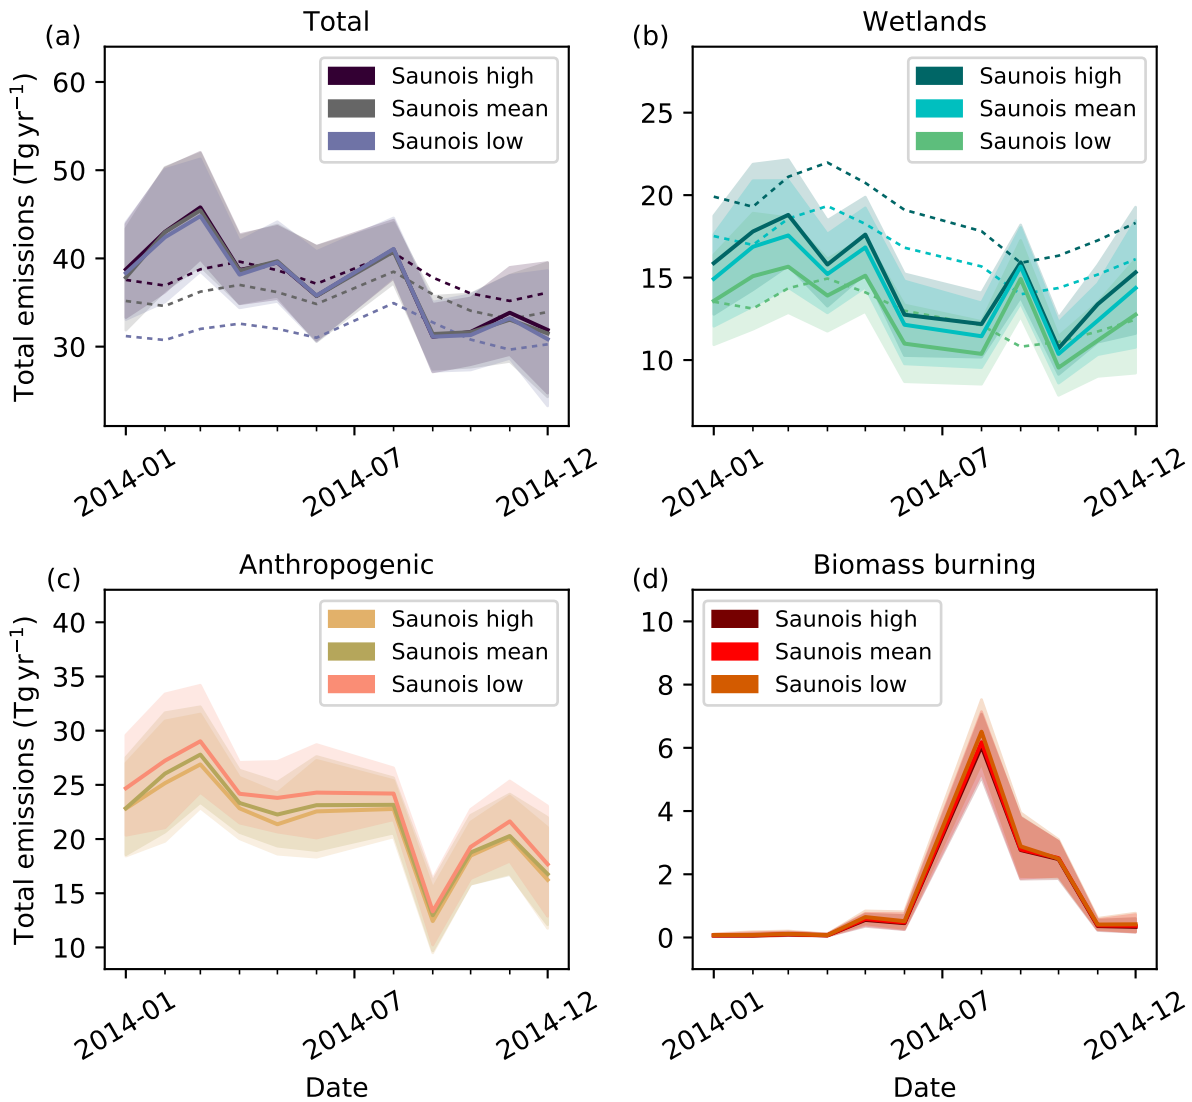 (a) Total
Total emissions (Tg yr⁻¹)
60
50
40
30
Saunois high
Saunois mean
Saunois low
2014-01
2014-07
2014-12
(b) Wetlands
25
20
15
10
Saunois high
Saunois mean
Saunois low
2014-01
2014-07
2014-12
(c) Anthropogenic
Total emissions (Tg yr⁻¹)
40
35
30
25
20
15
10
Saunois high
Saunois mean
Saunois low
2014-01
2014-07
2014-12
Date
(d) Biomass burning
10
8
6
4
2
0
Saunois high
Saunois mean
Saunois low
2014-01
2014-07
2014-12
Date